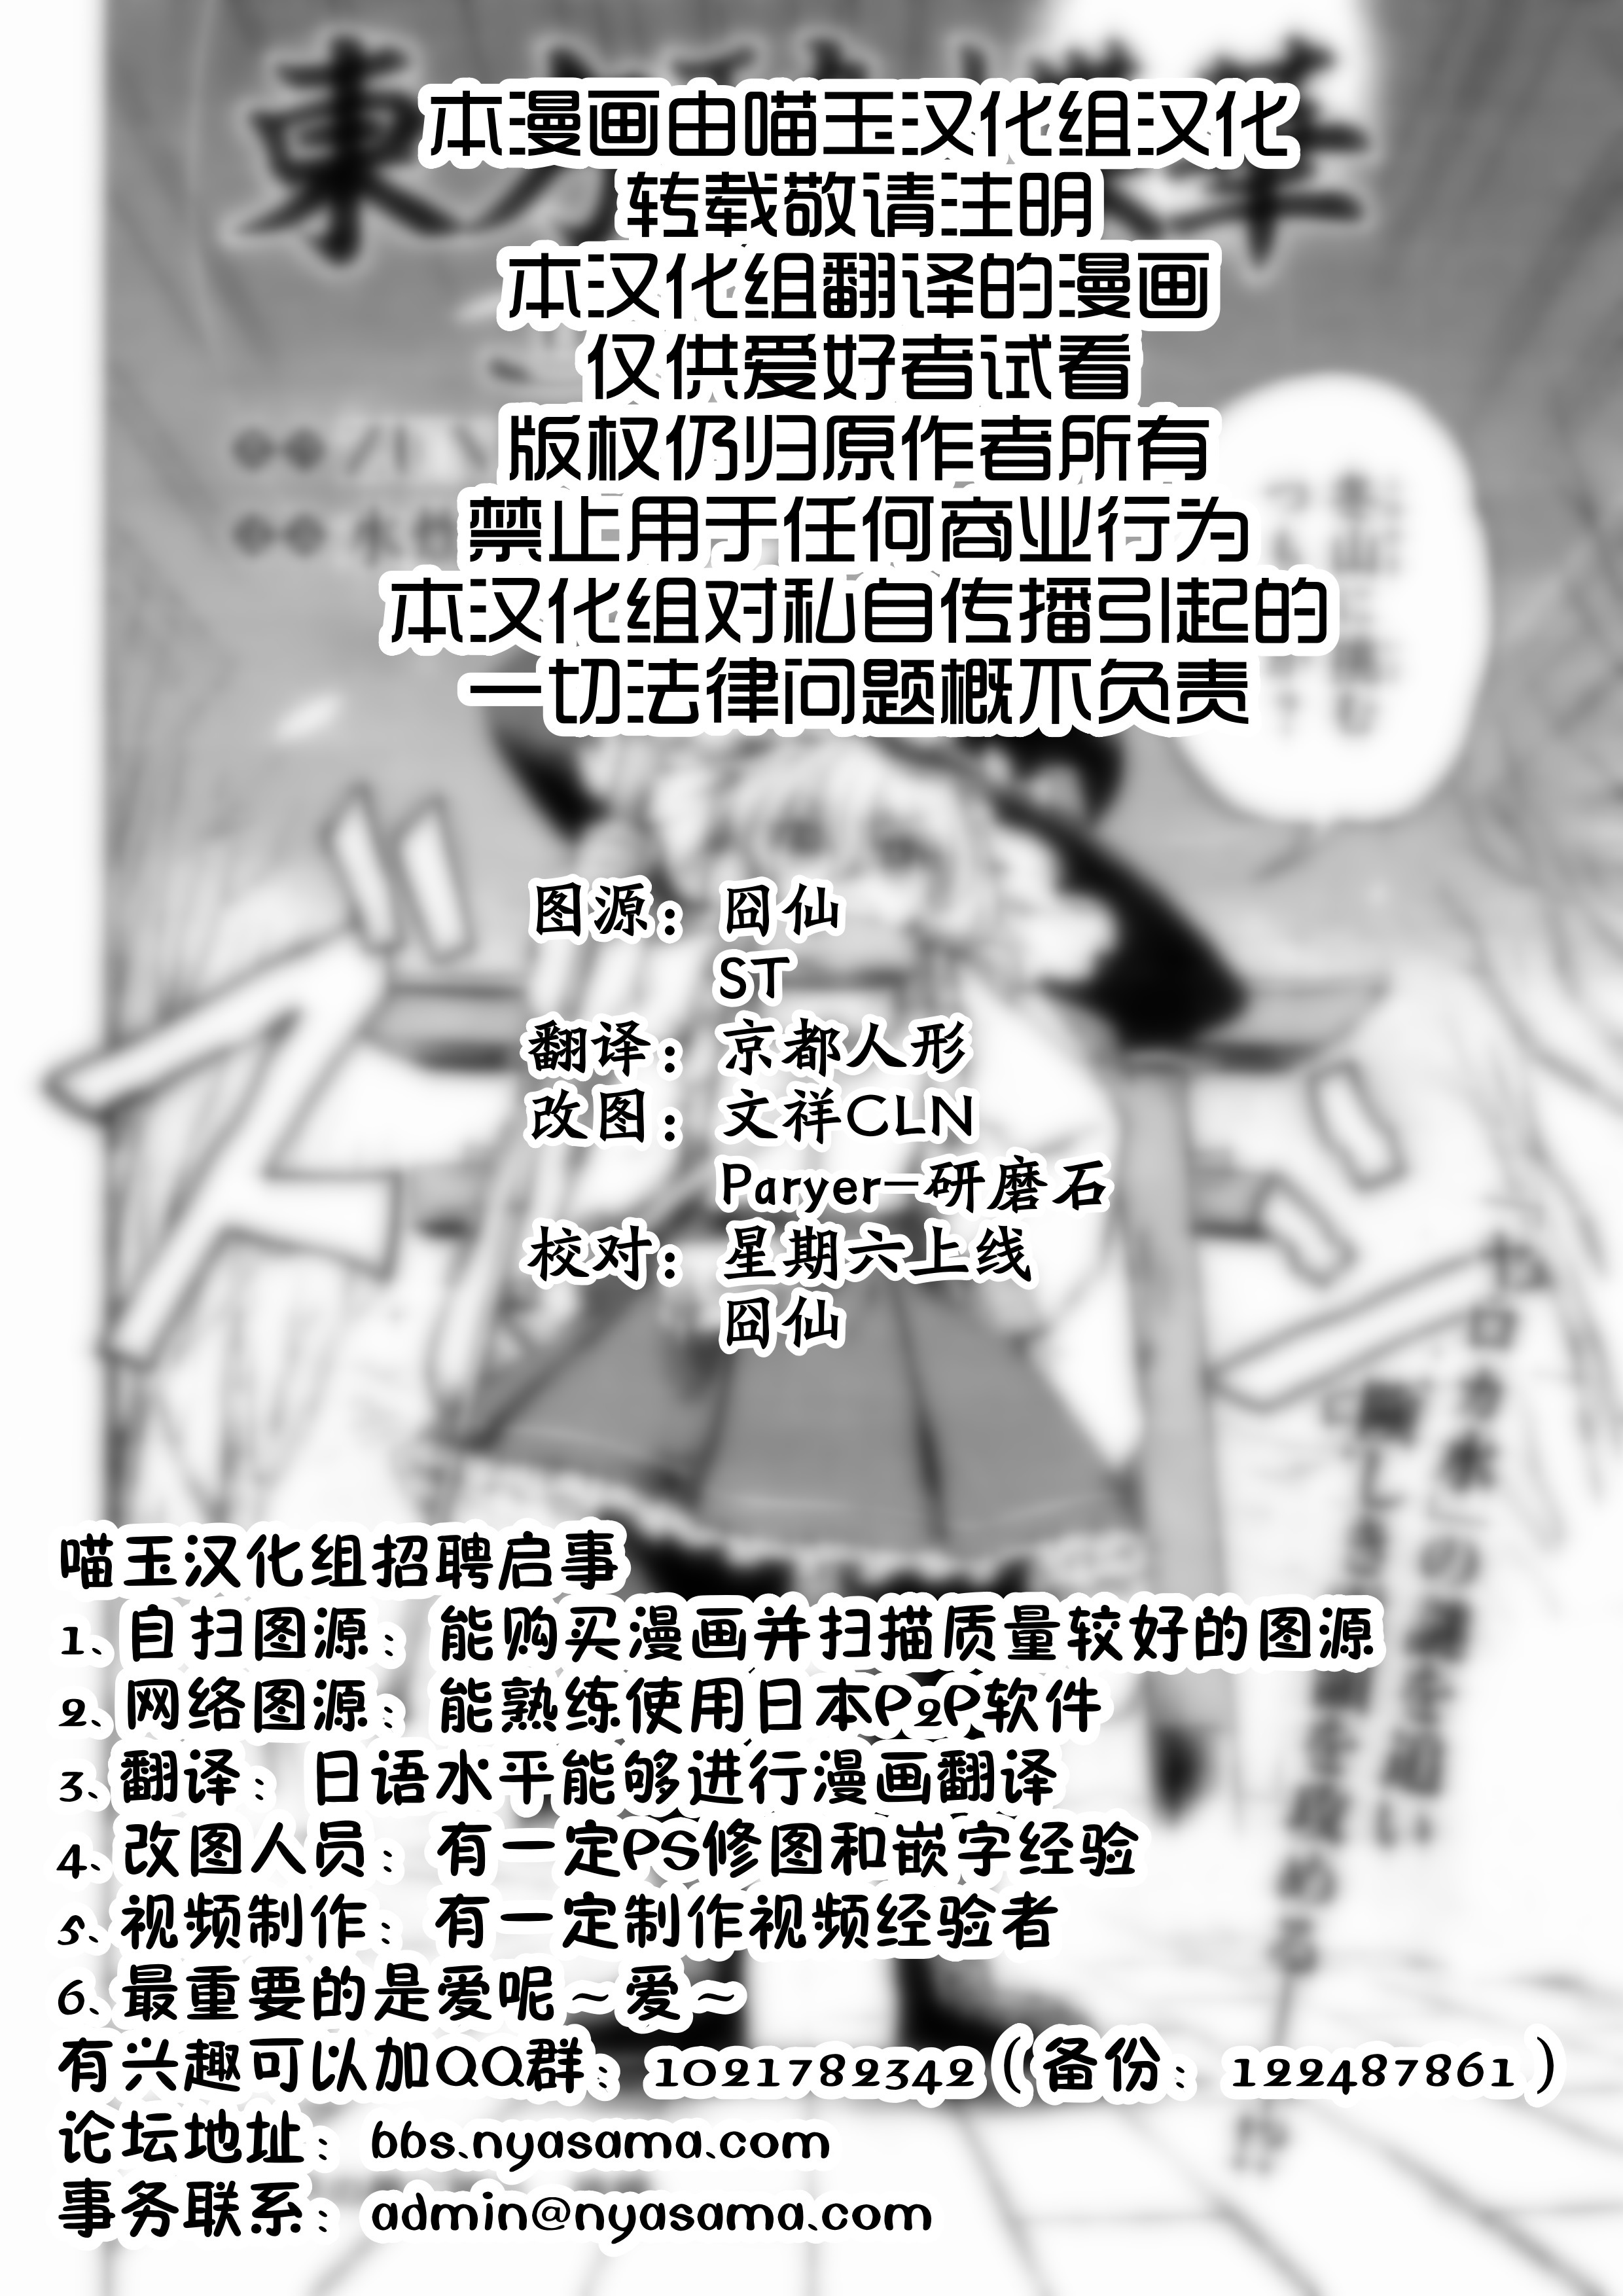 本漫画由喵玉汉化组汉化
转载敬请注明
本汉化组翻译的漫画
仅供爱好者试看
版权仍归原作者所有
禁止用于任何商业行为
本汉化组对私自传播引起的
一切法律问题概不负责
图源：囧仙
ST
翻译：京都人形
改图：文祥CLN
Paryer-研磨石
校对：星期六上线
囧仙
喵玉汉化组招聘启事
1、自扫图源：能购买漫画并扫描质量较好的图源
2、网络图源：能熟练使用日本P2P软件
3、翻译：日语水平能够进行漫画翻译
4、改图人员：有一定PS修图和嵌字经验
5、视频制作：有一定制作视频经验者
6、最重要的是爱呢~爱~
有兴趣可以加QQ群：1021782342（备份：122487861）
论坛地址：bbs.nyasama.com
事务联系：admin@nyasama.com